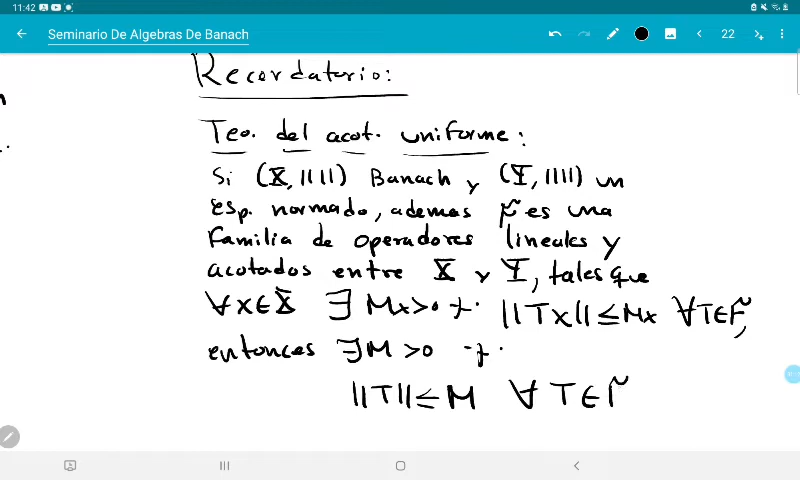 11:42
Seminario De Algebras De Banach
22
Recordatorio:
Teo. del acot. uniforme:
Si (X, ||||) Banach y (Y, ||||) un
esp. normado, ademas F̃ es una
familia de operadores lineales y
acotados entre X y Y, tales que
∀x∈X ∃ Mx>0 +· ||Tx||≤Mx ∀T∈F̃,
entonces ∃M>0 +·
||T||≤M ∀ T∈F̃